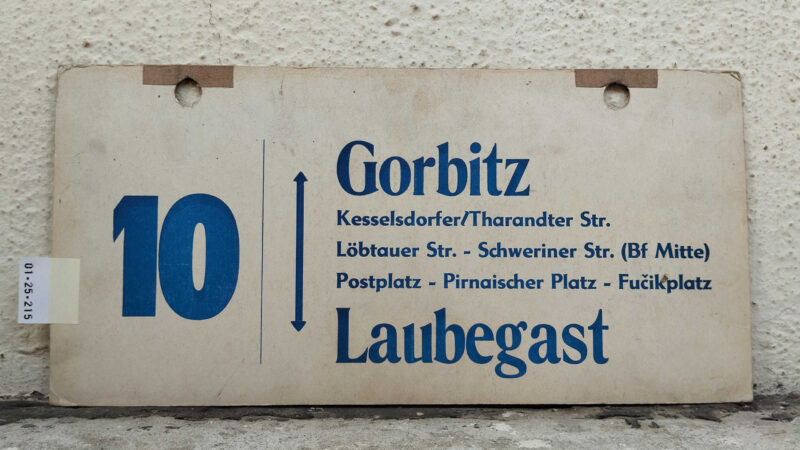 10
Gorbitz
Kesselsdorfer/Tharandter Str.
Löbtauer Str. - Schweriner Str. (Bf Mitte)
Postplatz - Pirnaischer Platz - Fučikplatz
Laubegast
01·25·215